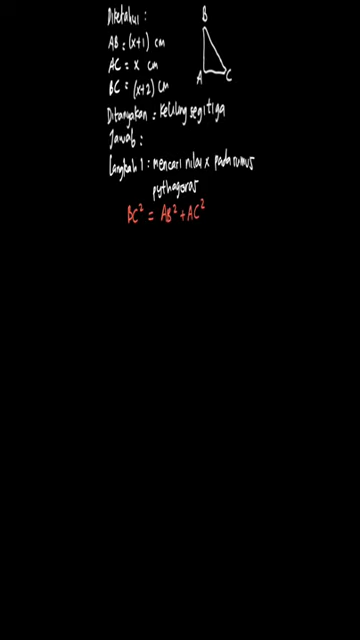 Diketahui :
AB = (x+1) cm
AC = x cm
BC = (x+2) cm
B
A
C
Ditanyakan = Keliling segitiga
Jawab :
Langkah 1 : mencari nilai x pada rumus
pythagoras
BC² = AB² + AC²